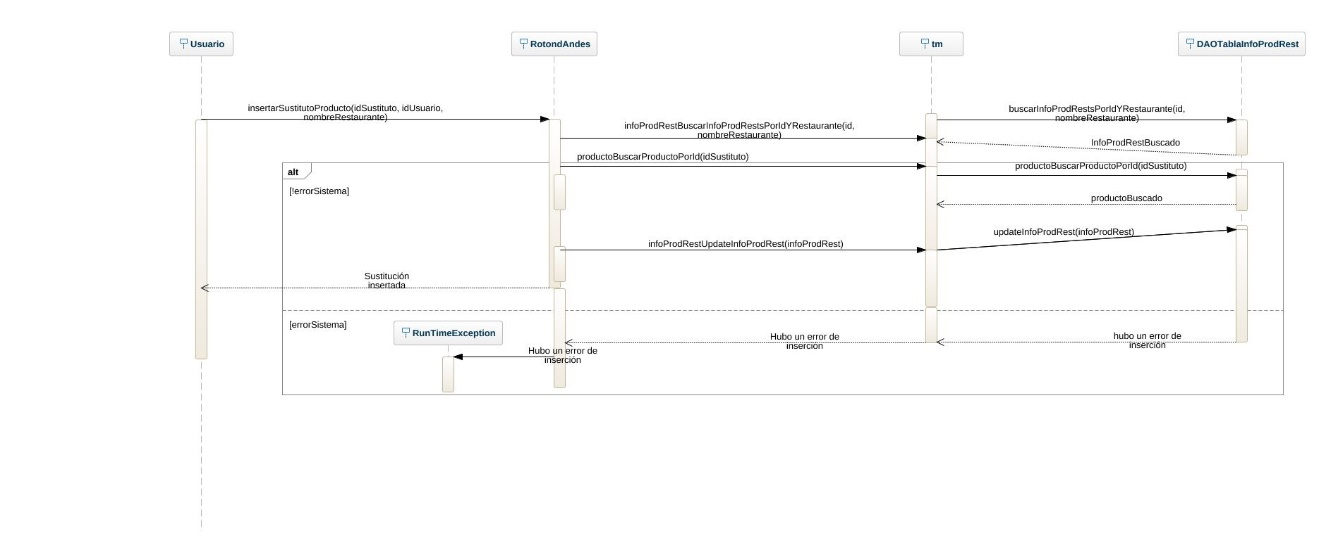 Usuario
RotondAndes
tm
DAOTablaInfoProdRest
insertarSustitutoProducto(idSustituto, idUsuario,
nombreRestaurante)
buscarInfoProdRestsPorIdYRestaurante(id,
nombreRestaurante)
infoProdRestBuscarInfoProdRestsPorIdYRestaurante(id,
nombreRestaurante)
InfoProdRestBuscado
productoBuscarProductoPorId(idSustituto)
productoBuscarProductoPorId(idSustituto)
alt
[!errorSistema]
productoBuscado
updateInfoProdRest(infoProdRest)
infoProdRestUpdateInfoProdRest(infoProdRest)
Sustitución
insertada
[errorSistema]
RunTimeException
Hubo un error de
inserción
hubo un error de
inserción
Hubo un error de
inserción